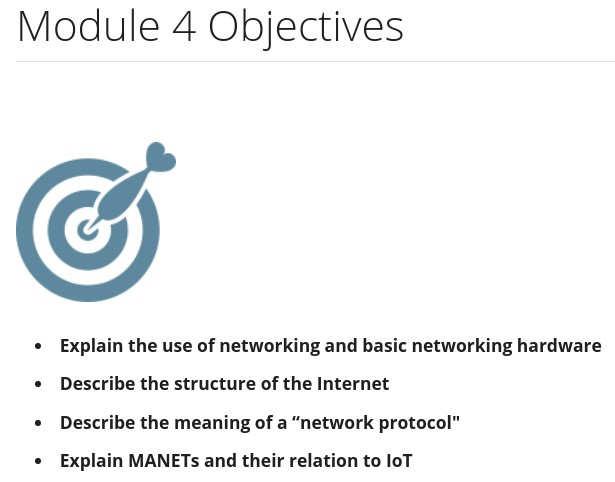 Module 4 Objectives
• Explain the use of networking and basic networking hardware
• Describe the structure of the Internet
• Describe the meaning of a “network protocol"
• Explain MANETs and their relation to IoT